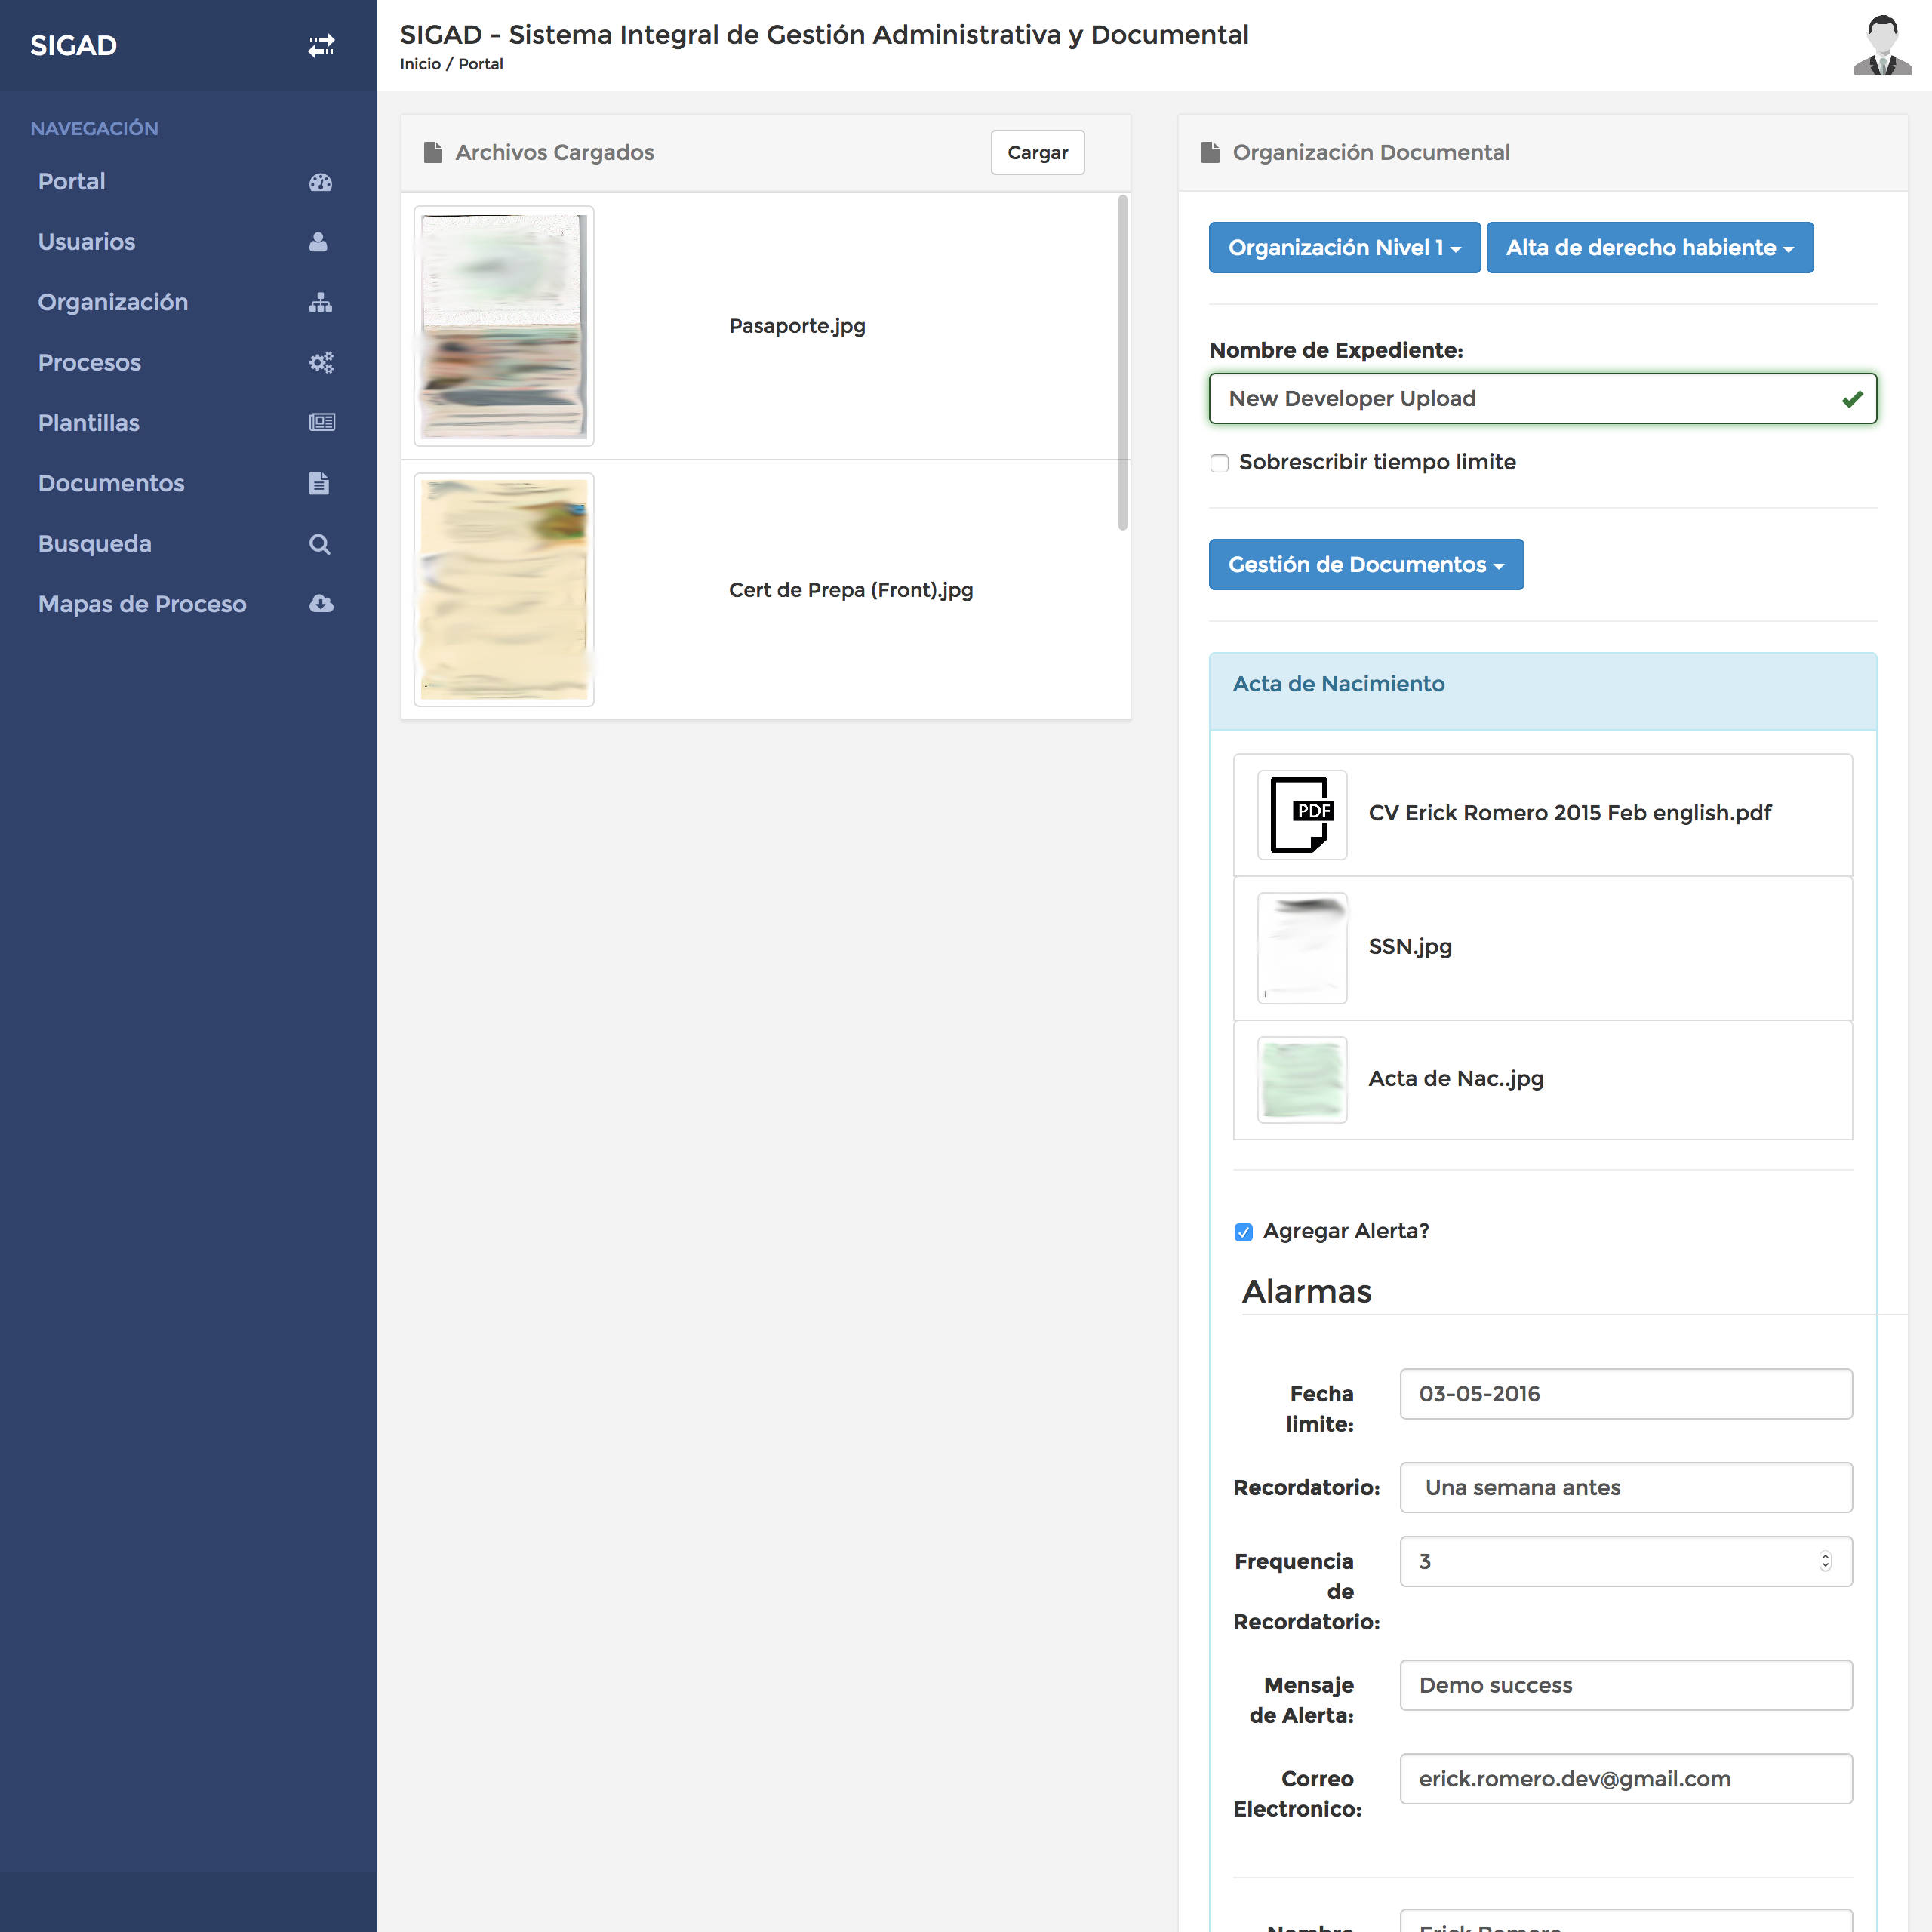 SIGAD
SIGAD - Sistema Integral de Gestión Administrativa y Documental
Inicio / Portal
NAVEGACIÓN
Portal
Usuarios
Organización
Procesos
Plantillas
Documentos
Busqueda
Mapas de Proceso
Archivos Cargados
Cargar
Pasaporte.jpg
Cert de Prepa (Front).jpg
Organización Documental
Organización Nivel 1
Alta de derecho habiente
Nombre de Expediente:
New Developer Upload
Sobrescribir tiempo limite
Gestión de Documentos
Acta de Nacimiento
PDF
CV Erick Romero 2015 Feb english.pdf
SSN.jpg
Acta de Nac..jpg
Agregar Alerta?
Alarmas
Fecha
limite:
03-05-2016
Recordatorio:
Una semana antes
Frequencia
de
Recordatorio:
3
Mensaje
de Alerta:
Demo success
Correo
Electronico:
erick.romero.dev@gmail.com
Nombre
Erick Romero